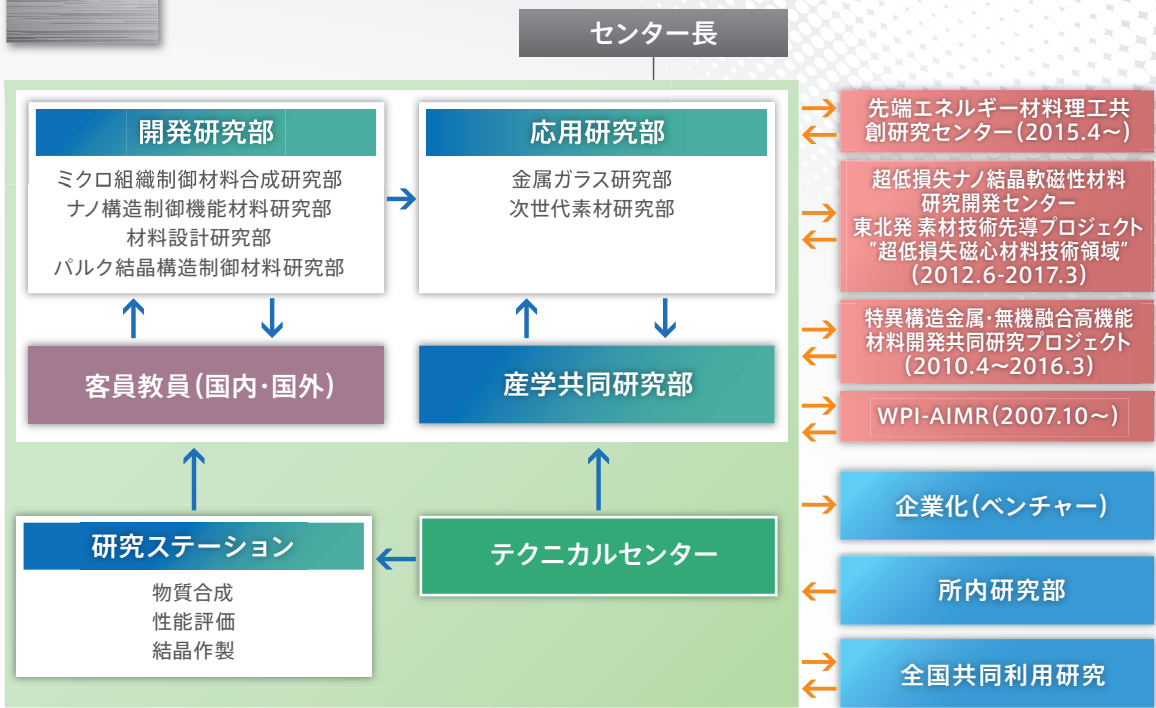 センター長
開発研究部
ミクロ組織制御材料合成研究部
ナノ構造制御機能材料研究部
材料設計研究部
バルク結晶構造制御材料研究部
応用研究部
金属ガラス研究部
次世代素材研究部
客員教員(国内・国外)
産学共同研究部
研究ステーション
物質合成
性能評価
結晶作製
テクニカルセンター
先端エネルギー材料理工共
創研究センター(2015.4~)
超低損失ナノ結晶軟磁性材料
研究開発センター
東北発 素材技術先導プロジェクト
"超低損失磁心材料技術領域"
(2012.6-2017.3)
特異構造金属・無機融合高機能
材料開発共同研究プロジェクト
(2010.4~2016.3)
WPI-AIMR(2007.10~)
企業化(ベンチャー)
所内研究部
全国共同利用研究